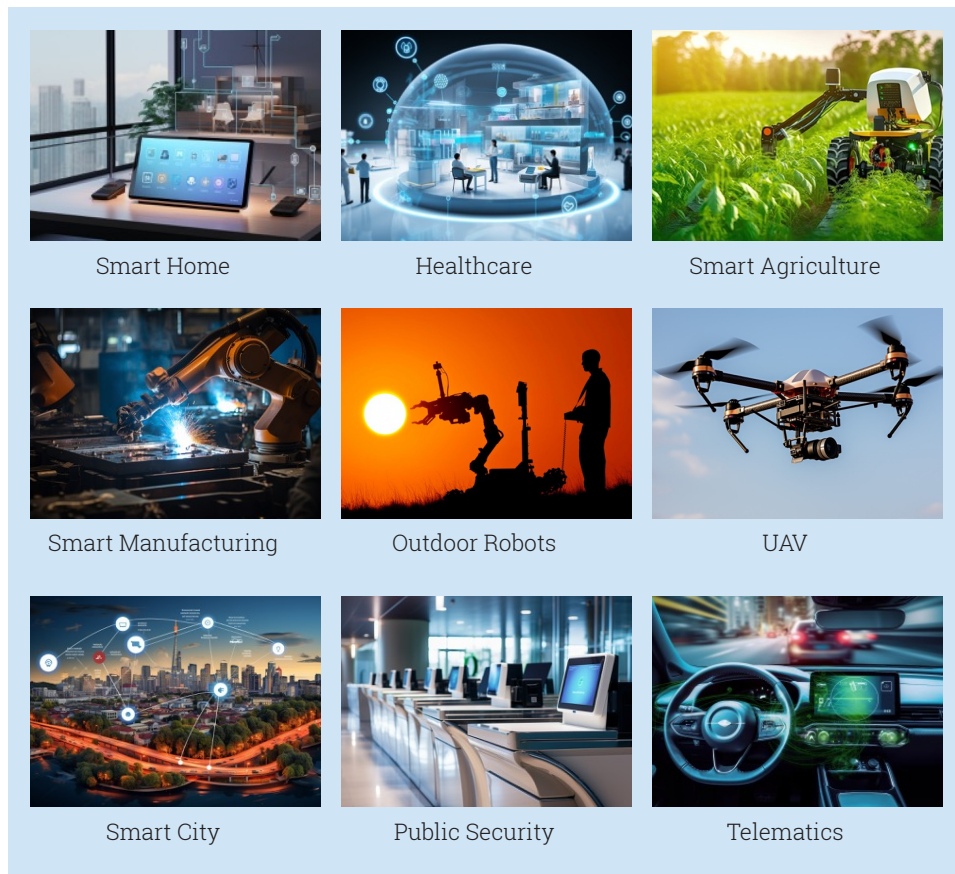 Smart Home
Healthcare
Smart Agriculture
Smart Manufacturing
Outdoor Robots
UAV
Smart City
Public Security
Telematics